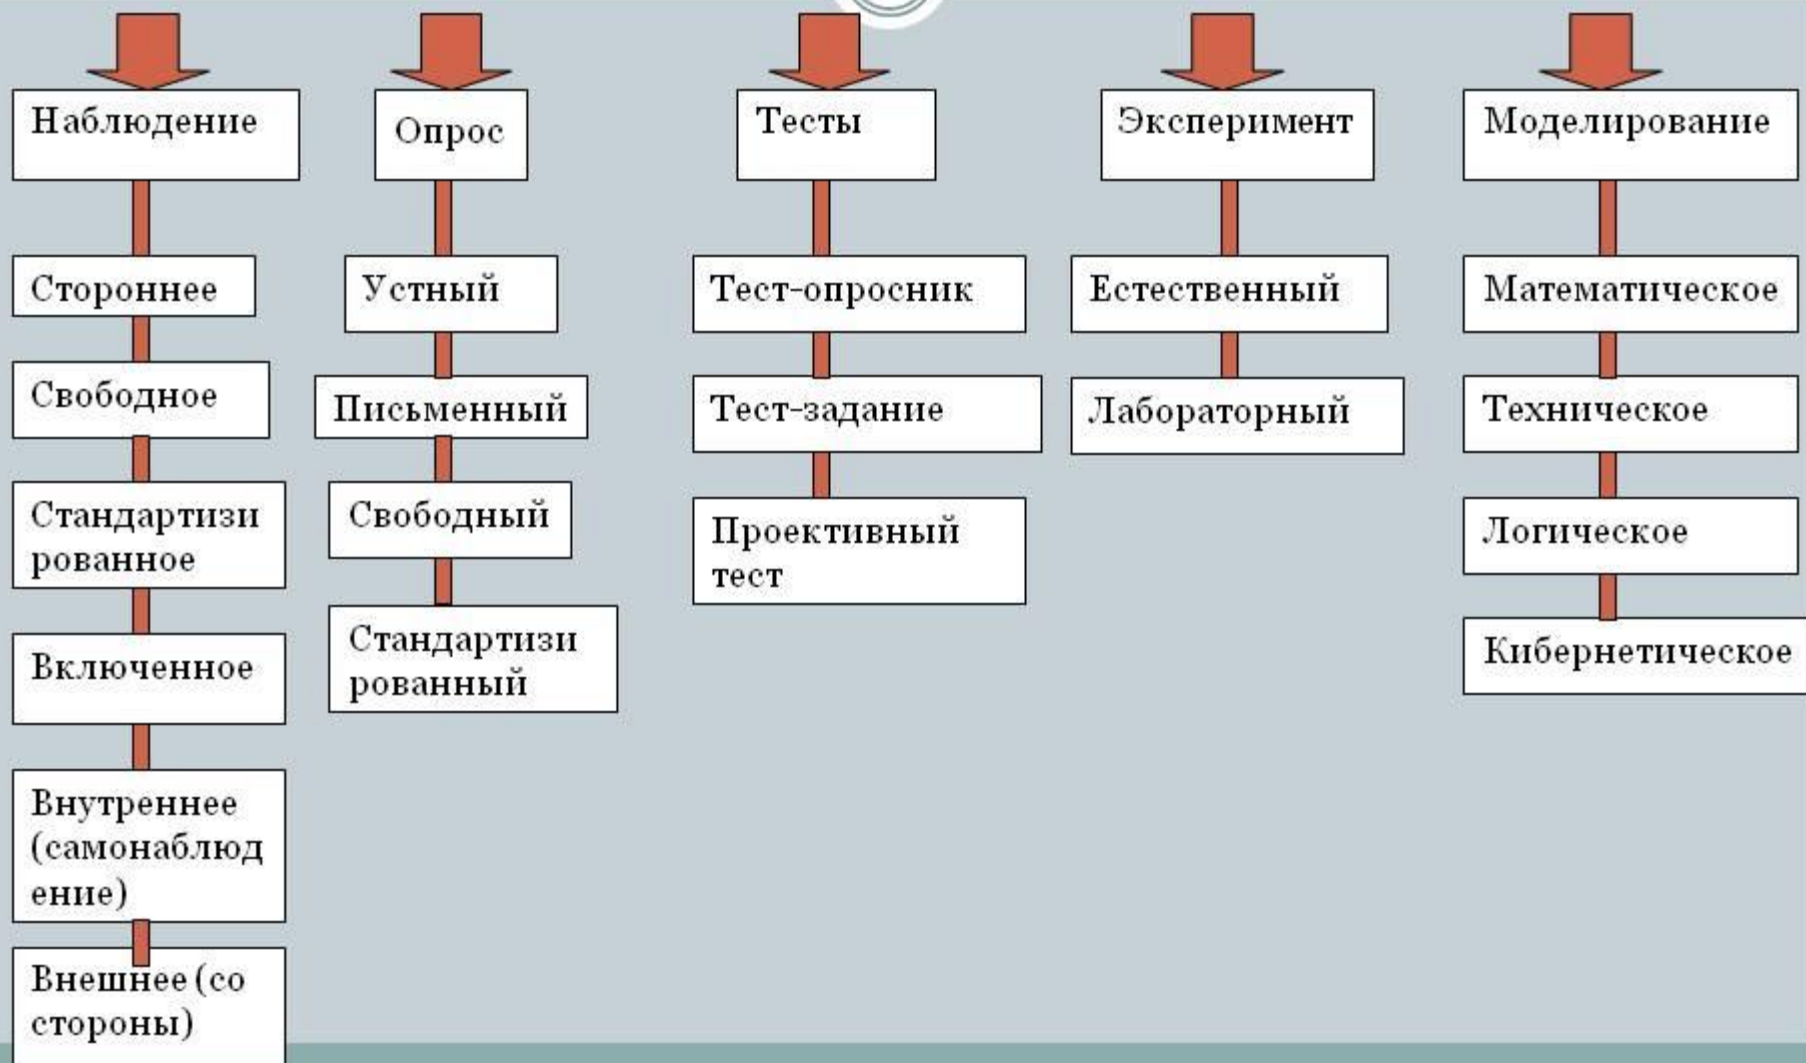 Наблюдение
Стороннее
Свободное
Стандартизи
рованное
Включенное
Внутреннее
(самонаблюд
ение)
Внешнее (со
стороны)
Опрос
Устный
Письменный
Свободный
Стандартизи
рованный
Тесты
Тест-опросник
Тест-задание
Проективный
тест
Эксперимент
Естественный
Лабораторный
Моделирование
Математическое
Техническое
Логическое
Кибернетическое